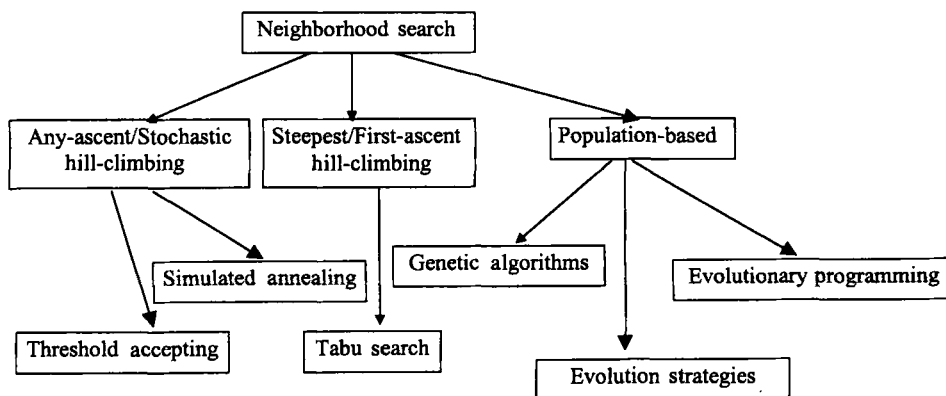 Neighborhood search
Any-ascent/Stochastic
hill-climbing
Steepest/First-ascent
hill-climbing
Population-based
Simulated annealing
Genetic algorithms
Evolutionary programming
Threshold accepting
Tabu search
Evolution strategies